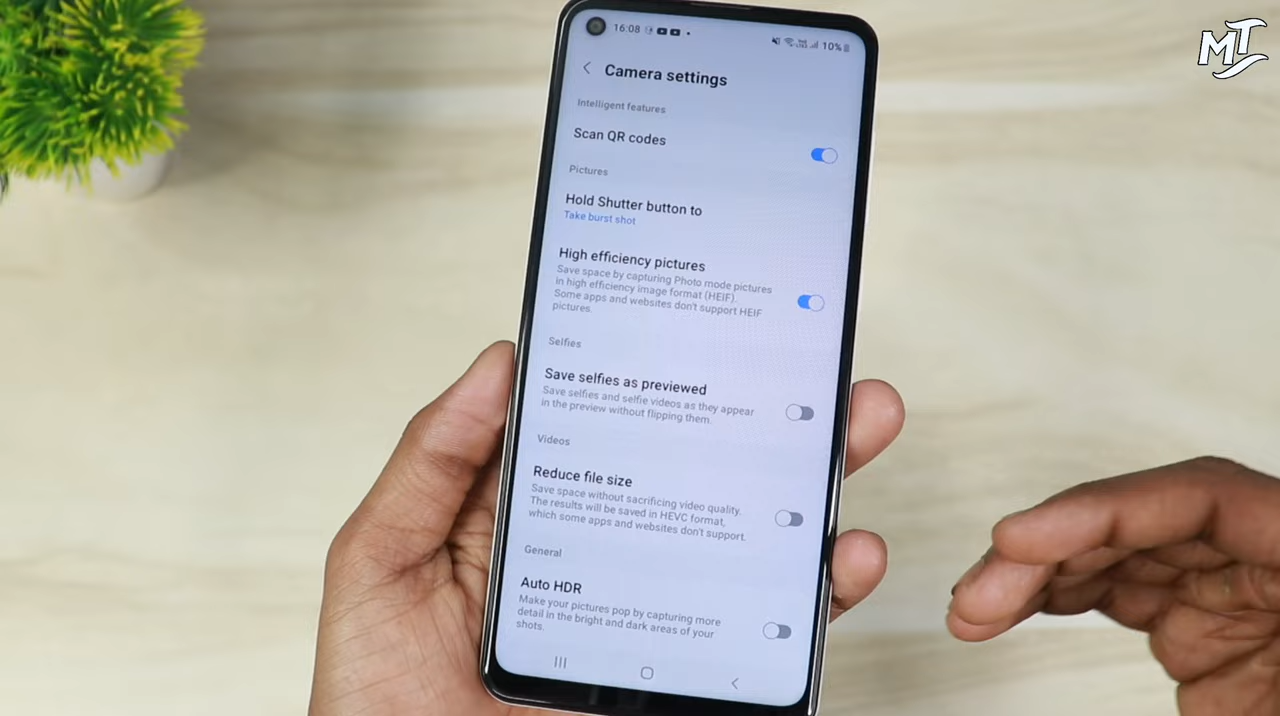 MT
16:08
10%
Camera settings
Intelligent features
Scan QR codes
Pictures
Hold Shutter button to
Take burst shot
High efficiency pictures
Save space by capturing Photo mode pictures
in high efficiency image format (HEIF).
Some apps and websites don't support HEIF
pictures.
Selfies
Save selfies as previewed
Save selfies and selfie videos as they appear
in the preview without flipping them.
Videos
Reduce file size
Save space without sacrificing video quality.
The results will be saved in HEVC format,
which some apps and websites don't support.
General
Auto HDR
Make your pictures pop by capturing more
detail in the bright and dark areas of your
shots.